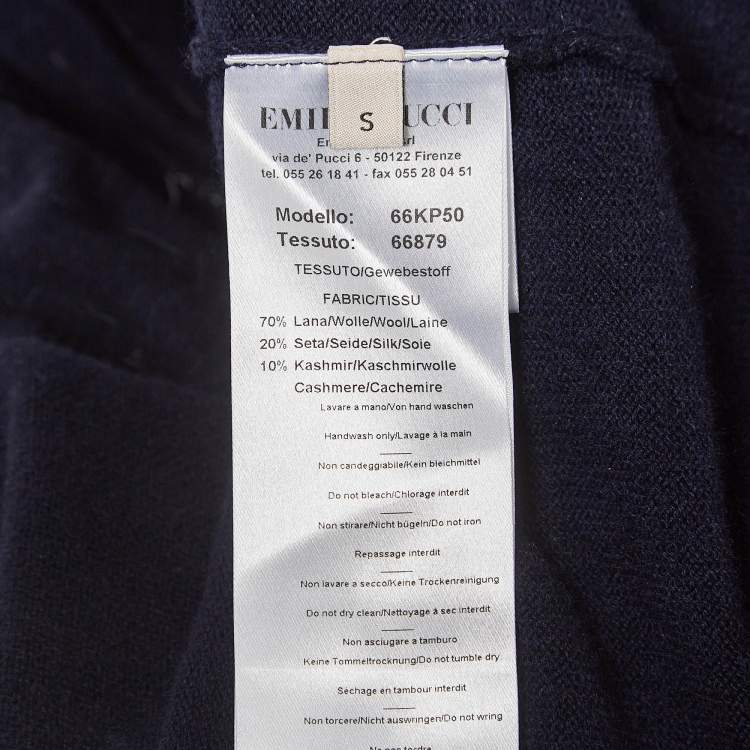 S
EMI UCCI
via de' Pucci 6 - 50122 Firenze
tel. 055 26 18 41 - fax 055 28 04 51
Modello: 66KP50
Tessuto: 66879
TESSUTO/Gewebestoff
FABRIC/TISSU
70% Lana/Wolle/Wool/Laine
20% Seta/Seide/Silk/Soie
10% Kashmir/Kaschmirwolle
Cashmere/Cachemire
Lavare a mano/Von hand waschen
Handwash only/Lavage à la main
Non candeggiabile/Kein bleichmittel
Do not bleach/Chlorage interdit
Non stirare/Nicht bügeln/Do not iron
Repassage interdit
Non lavare a secco/Keine Trockenreinigung
Do not dry clean/Nettoyage à sec interdit
Non asciugare a tamburo
Keine Tommeltrocknung/Do not tumble dry
Séchage en tambour interdit
Non torcere/Nicht auswringen/Do not wring
Ne pas tordre